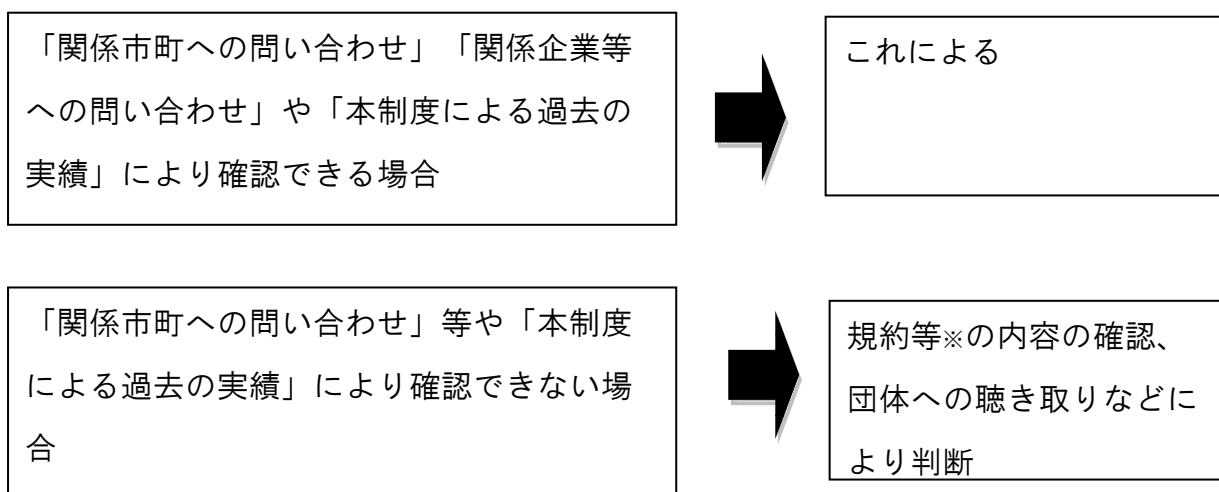 「関係市町への問い合わせ」「関係企業等
への問い合わせ」や「本制度による過去の
実績」により確認できる場合
これによる
「関係市町への問い合わせ」等や「本制度
による過去の実績」により確認できない場
合
規約等※の内容の確認、
団体への聴き取りなどに
より判断